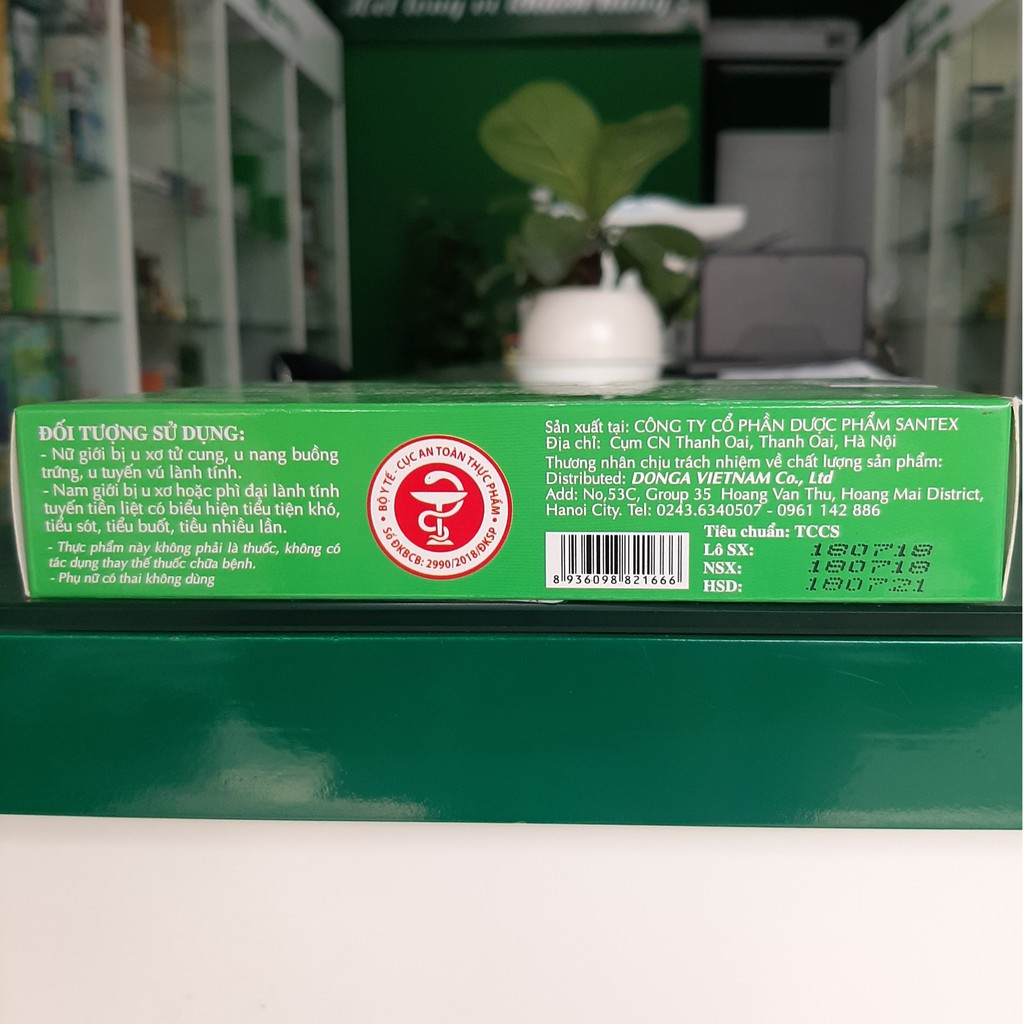 ĐỐI TƯỢNG SỬ DỤNG:
- Nữ giới bị u xơ tử cung, u nang buồng
trứng, u tuyến vú lành tính.
- Nam giới bị u xơ hoặc phì đại lành tính
tuyến tiền liệt có biểu hiện tiểu tiện khó,
tiểu sót, tiểu buốt, tiều nhiều lần.
- Thực phẩm này không phải là thuốc, không có
tác dụng thay thế thuốc chữa bệnh.
- Phụ nữ có thai không dùng
• BỘ Y TẾ - CỤC AN TOÀN THỰC PHẨM •
Số ĐKBCB: 2990/2018/ĐKSP
Sản xuất tại: CÔNG TY CỔ PHẦN DƯỢC PHẨM SANTEX
Địa chỉ: Cụm CN Thanh Oai, Thanh Oai, Hà Nội
Thương nhân chịu trách nhiệm về chất lượng sản phẩm:
Distributed: DONGA VIETNAM Co., Ltd
Add: No,53C, Group 35 Hoang Van Thu, Hoang Mai District,
Hanoi City. Tel: 0243.6340507 - 0961 142 886
8 936098 821666
Tiêu chuẩn: TCCS
Lô SX: 180718
NSX: 180718
HSD: 180721